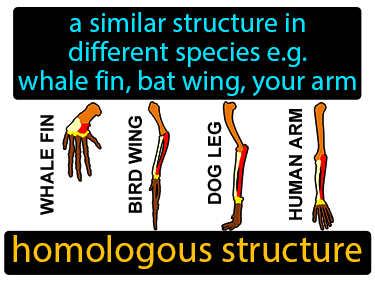 a similar structure in
different species e.g.
whale fin, bat wing, your arm
WHALE FIN
BIRD WING
DOG LEG
HUMAN ARM
homologous structure